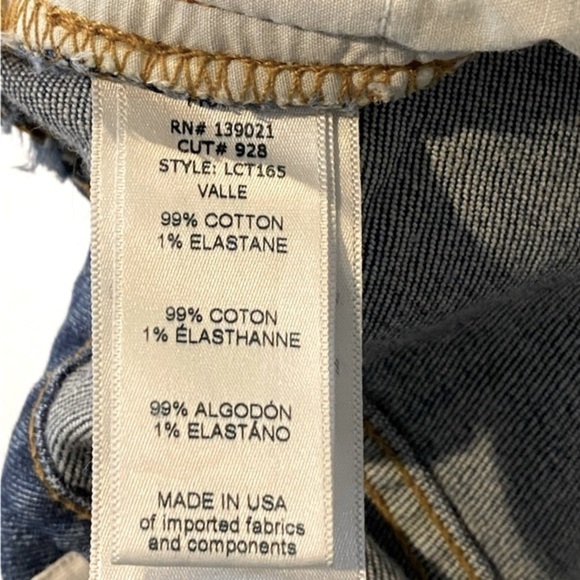 RN# 139021
CUT# 928
STYLE: LCT165
VALLE
99% COTTON
1% ELASTANE
99% COTON
1% ÉLASTHANNE
99% ALGODÓN
1% ELASTÁNO
MADE IN USA
of imported fabrics
and components